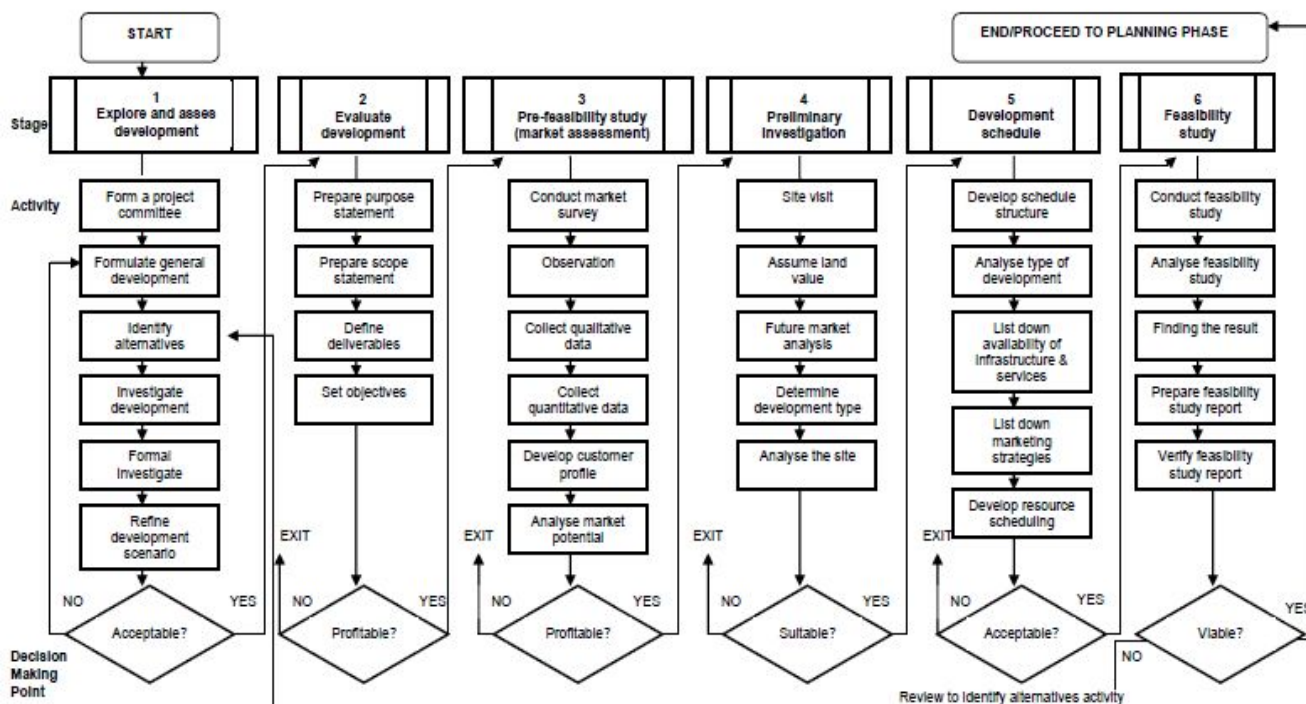 START
END/PROCEED TO PLANNING PHASE
Stage
1
Explore and asses
development
2
Evaluate
development
3
Pre-feasibility study
(market assessment)
4
Preliminary
Investigation
5
Development
schedule
6
Feasibility
study
Activity
Form a project
committee
Formulate general
development
Identify
alternatives
Investigate
development
Formal
Investigate
Refine
development
scenario
NO
YES
Acceptable?
Prepare purpose
statement
Prepare scope
statement
Define
deliverables
Set objectives
EXIT
NO
YES
Profitable?
Conduct market
survey
Observation
Collect qualitative
data
Collect
quantitative data
Develop customer
profile
Analyse market
potential
EXIT
NO
YES
Profitable?
Site visit
Assume land
value
Future market
analysis
Determine
development type
Analyse the site
EXIT
NO
YES
Suitable?
Develop schedule
structure
Analyse type of
development
List down
availability of
Infrastructure &
services
List down
marketing
strategies
Develop resource
scheduling
EXIT
NO
YES
Acceptable?
Conduct feasibility
study
Analyse feasibility
study
Finding the result
Prepare feasibility
study report
Verify feasibility
study report
YES
Viable?
NO
Decision
Making
Point
Review to identify alternatives activity